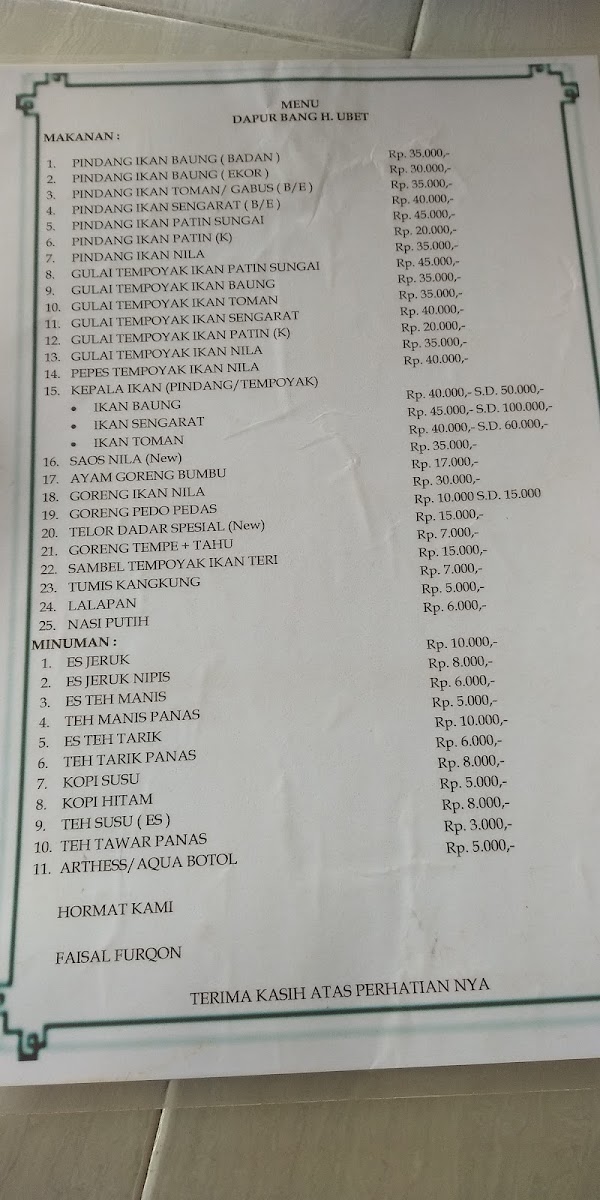 MENU
DAPUR BANG H. UBET
MAKANAN :
1. PINDANG IKAN BAUNG ( BADAN ) Rp. 35.000,-
2. PINDANG IKAN BAUNG ( EKOR ) Rp. 30.000,-
3. PINDANG IKAN TOMAN/ GABUS ( B/E ) Rp. 35.000,-
4. PINDANG IKAN SENGARAT ( B/E ) Rp. 40.000,-
5. PINDANG IKAN PATIN SUNGAI Rp. 45.000,-
6. PINDANG IKAN PATIN (K) Rp. 20.000,-
7. PINDANG IKAN NILA Rp. 35.000,-
8. GULAI TEMPOYAK IKAN PATIN SUNGAI Rp. 45.000,-
9. GULAI TEMPOYAK IKAN BAUNG Rp. 35.000,-
10. GULAI TEMPOYAK IKAN TOMAN Rp. 35.000,-
11. GULAI TEMPOYAK IKAN SENGARAT Rp. 40.000,-
12. GULAI TEMPOYAK IKAN PATIN (K) Rp. 20.000,-
13. GULAI TEMPOYAK IKAN NILA Rp. 35.000,-
14. PEPES TEMPOYAK IKAN NILA Rp. 40.000,-
15. KEPALA IKAN (PINDANG/TEMPOYAK)
• IKAN BAUNG Rp. 40.000,- S.D. 50.000,-
• IKAN SENGARAT Rp. 45.000,- S.D. 100.000,-
• IKAN TOMAN Rp. 40.000,- S.D. 60.000,-
16. SAOS NILA (New) Rp. 35.000,-
17. AYAM GORENG BUMBU Rp. 17.000,-
18. GORENG IKAN NILA Rp. 30.000,-
19. GORENG PEDO PEDAS Rp. 10.000 S.D. 15.000
20. TELOR DADAR SPESIAL (New) Rp. 15.000,-
21. GORENG TEMPE + TAHU Rp. 7.000,-
22. SAMBEL TEMPOYAK IKAN TERI Rp. 15.000,-
23. TUMIS KANGKUNG Rp. 7.000,-
24. LALAPAN Rp. 5.000,-
25. NASI PUTIH Rp. 6.000,-
MINUMAN :
1. ES JERUK Rp. 10.000,-
2. ES JERUK NIPIS Rp. 8.000,-
3. ES TEH MANIS Rp. 6.000,-
4. TEH MANIS PANAS Rp. 5.000,-
5. ES TEH TARIK Rp. 10.000,-
6. TEH TARIK PANAS Rp. 6.000,-
7. KOPI SUSU Rp. 8.000,-
8. KOPI HITAM Rp. 5.000,-
9. TEH SUSU ( ES ) Rp. 8.000,-
10. TEH TAWAR PANAS Rp. 3.000,-
11. ARTHESS/AQUA BOTOL Rp. 5.000,-
HORMAT KAMI
FAISAL FURQON
TERIMA KASIH ATAS PERHATIAN NYA